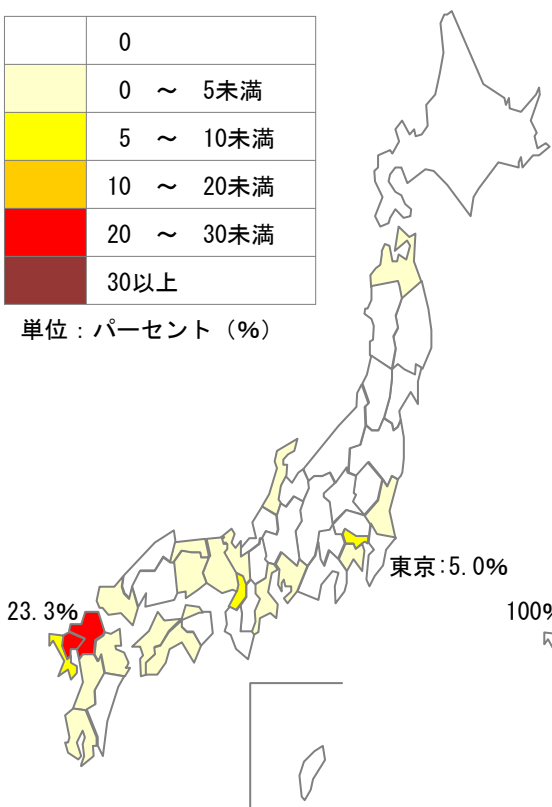 0
0 ～ 5未満
5 ～ 10未満
10 ～ 20未満
20 ～ 30未満
30以上
単位：パーセント（%）
東京:5.0%
23.3%
100%